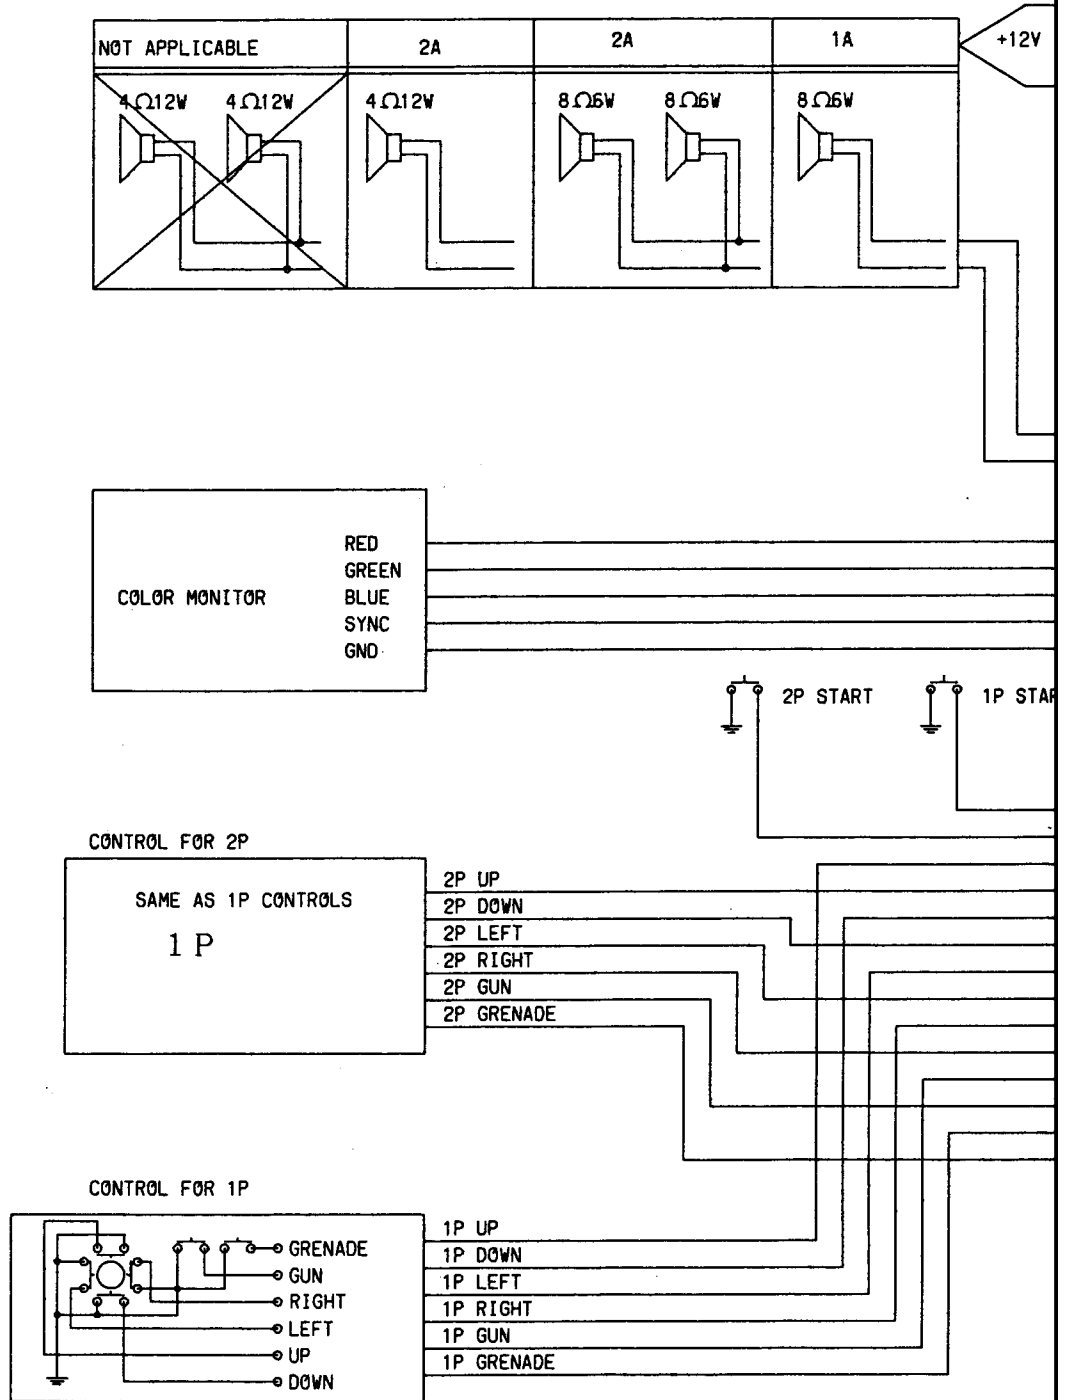 NOT APPLICABLE 2A 2A 1A +12V
4Ω12W 4Ω12W 4Ω12W 8Ω6W 8Ω6W 8Ω6W
RED
GREEN
COLOR MONITOR BLUE
SYNC
GND
2P START 1P STAR
CONTROL FOR 2P
SAME AS 1P CONTROLS
1P
2P UP
2P DOWN
2P LEFT
2P RIGHT
2P GUN
2P GRENADE
CONTROL FOR 1P
GRENADE
GUN
RIGHT
LEFT
UP
DOWN
1P UP
1P DOWN
1P LEFT
1P RIGHT
1P GUN
1P GRENADE